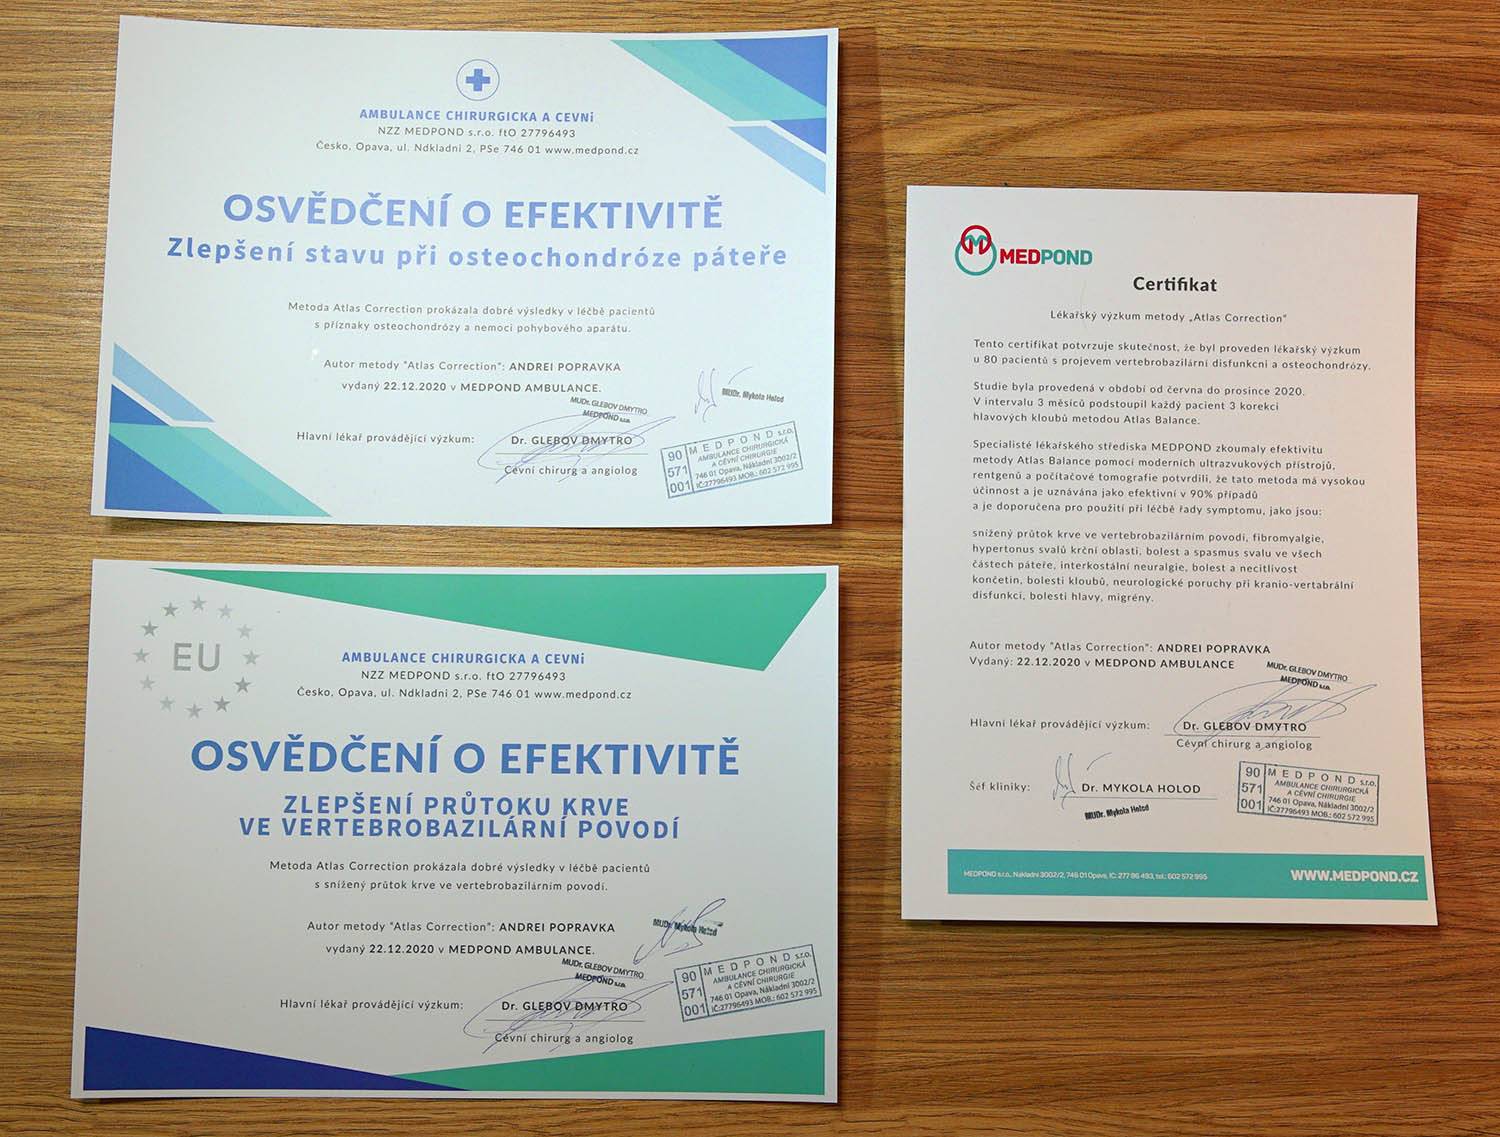 AMBULANCE CHIRURGICKA A CEVNi
NZZ MEDPOND s.r.o. ftO 27796493
Česko, Opava, ul. Ndkladni 2, PSe 746 01 www.medpond.cz
OSVĚDČENÍ O EFEKTIVITĚ
Zlepšení stavu při osteochondróze páteře
Metoda Atlas Correction prokázala dobré výsledky v léčbě pacientů
s příznaky osteochondrózy a nemoci pohybového aparátu.
Autor metody "Atlas Correction": ANDREI POPRAVKA
vydaný 22.12.2020 v MEDPOND AMBULANCE.
MUDr. GLEBOV DMYTRO
MEDPOND s.r.o.
MUDr. Mykola Holod
Hlavní lékař provádějící výzkum: Dr. GLEBOV DMYTRO
Cévní chirurg a angiolog
90
571
001
MEDPOND s.r.o.
AMBULANCE CHIRURGICKÁ
A CÉVNÍ CHIRURGIE
746 01 Opava, Nákladní 3002/2
IČ:27796493 MOB.: 602 572 995
EU
AMBULANCE CHIRURGICKA A CEVNi
NZZ MEDPOND s.r.o. ftO 27796493
Česko, Opava, ul. Ndkladni 2, PSe 746 01 www.medpond.cz
OSVĚDČENÍ O EFEKTIVITĚ
ZLEPŠENÍ PRŮTOKU KRVE
VE VERTEBROBAZILÁRNÍ POVODÍ
Metoda Atlas Correction prokázala dobré výsledky v léčbě pacientů
s snížený průtok krve ve vertebrobazilárním povodí.
Autor metody "Atlas Correction": ANDREI POPRAVKA
vydaný 22.12.2020 v MEDPOND AMBULANCE.
MUDr. Mykola Holod
MUDr. GLEBOV DMYTRO
MEDPOND s.r.o.
Hlavní lékař provádějící výzkum: Dr. GLEBOV DMYTRO
Cévní chirurg a angiolog
90
571
001
MEDPOND s.r.o.
AMBULANCE CHIRURGICKÁ
A CÉVNÍ CHIRURGIE
746 01 Opava, Nákladní 3002/2
IČ:27796493 MOB.: 602 572 995
MEDPOND
Certifikat
Lékařský výzkum metody „Atlas Correction“
Tento certifikat potvrzuje skutečnost, že byl proveden lékařský výzkum
u 80 pacientů s projevem vertebrobazilární disfunkcni a osteochondrózy.
Studie byla provedená v období od června do prosince 2020.
V intervalu 3 měsíců podstoupil každý pacient 3 korekci
hlavových kloubů metodou Atlas Balance.
Specialisté lékařského střediska MEDPOND zkoumaly efektivitu
metody Atlas Balance pomocí moderních ultrazvukových přístrojů,
rentgenů a počítačové tomografie potvrdili, že tato metoda má vysokou
účinnost a je uznávána jako efektivní v 90% případů
a je doporučena pro použití při léčbě řady symptomu, jako jsou:
snížený průtok krve ve vertebrobazilárním povodí, fibromyalgie,
hypertonus svalů krční oblasti, bolest a spasmus svalu ve všech
částech páteře, interkostální neuralgie, bolest a necitlivost
končetin, bolesti kloubů, neurologické poruchy při kranio-vertabrální
disfunkci, bolesti hlavy, migrény.
Autor metody "Atlas Correction": ANDREI POPRAVKA
Vydaný: 22.12.2020 v MEDPOND AMBULANCE
MUDr. GLEBOV DMYTRO
MEDPOND s.r.o.
Hlavní lékař provádějící výzkum: Dr. GLEBOV DMYTRO
Cévní chirurg a angiolog
Šéf kliniky: Dr. MYKOLA HOLOD
MUDr. Mykola Holod
90
571
001
MEDPOND s.r.o.
AMBULANCE CHIRURGICKÁ
A CÉVNÍ CHIRURGIE
746 01 Opava, Nákladní 3002/2
IČ:27796493 MOB.: 602 572 995
MEDPOND s.r.o., Nákladní 3002/2, 746 01 Opava, IC: 277 96 493, tel.: 602 572 995
WWW.MEDPOND.CZ